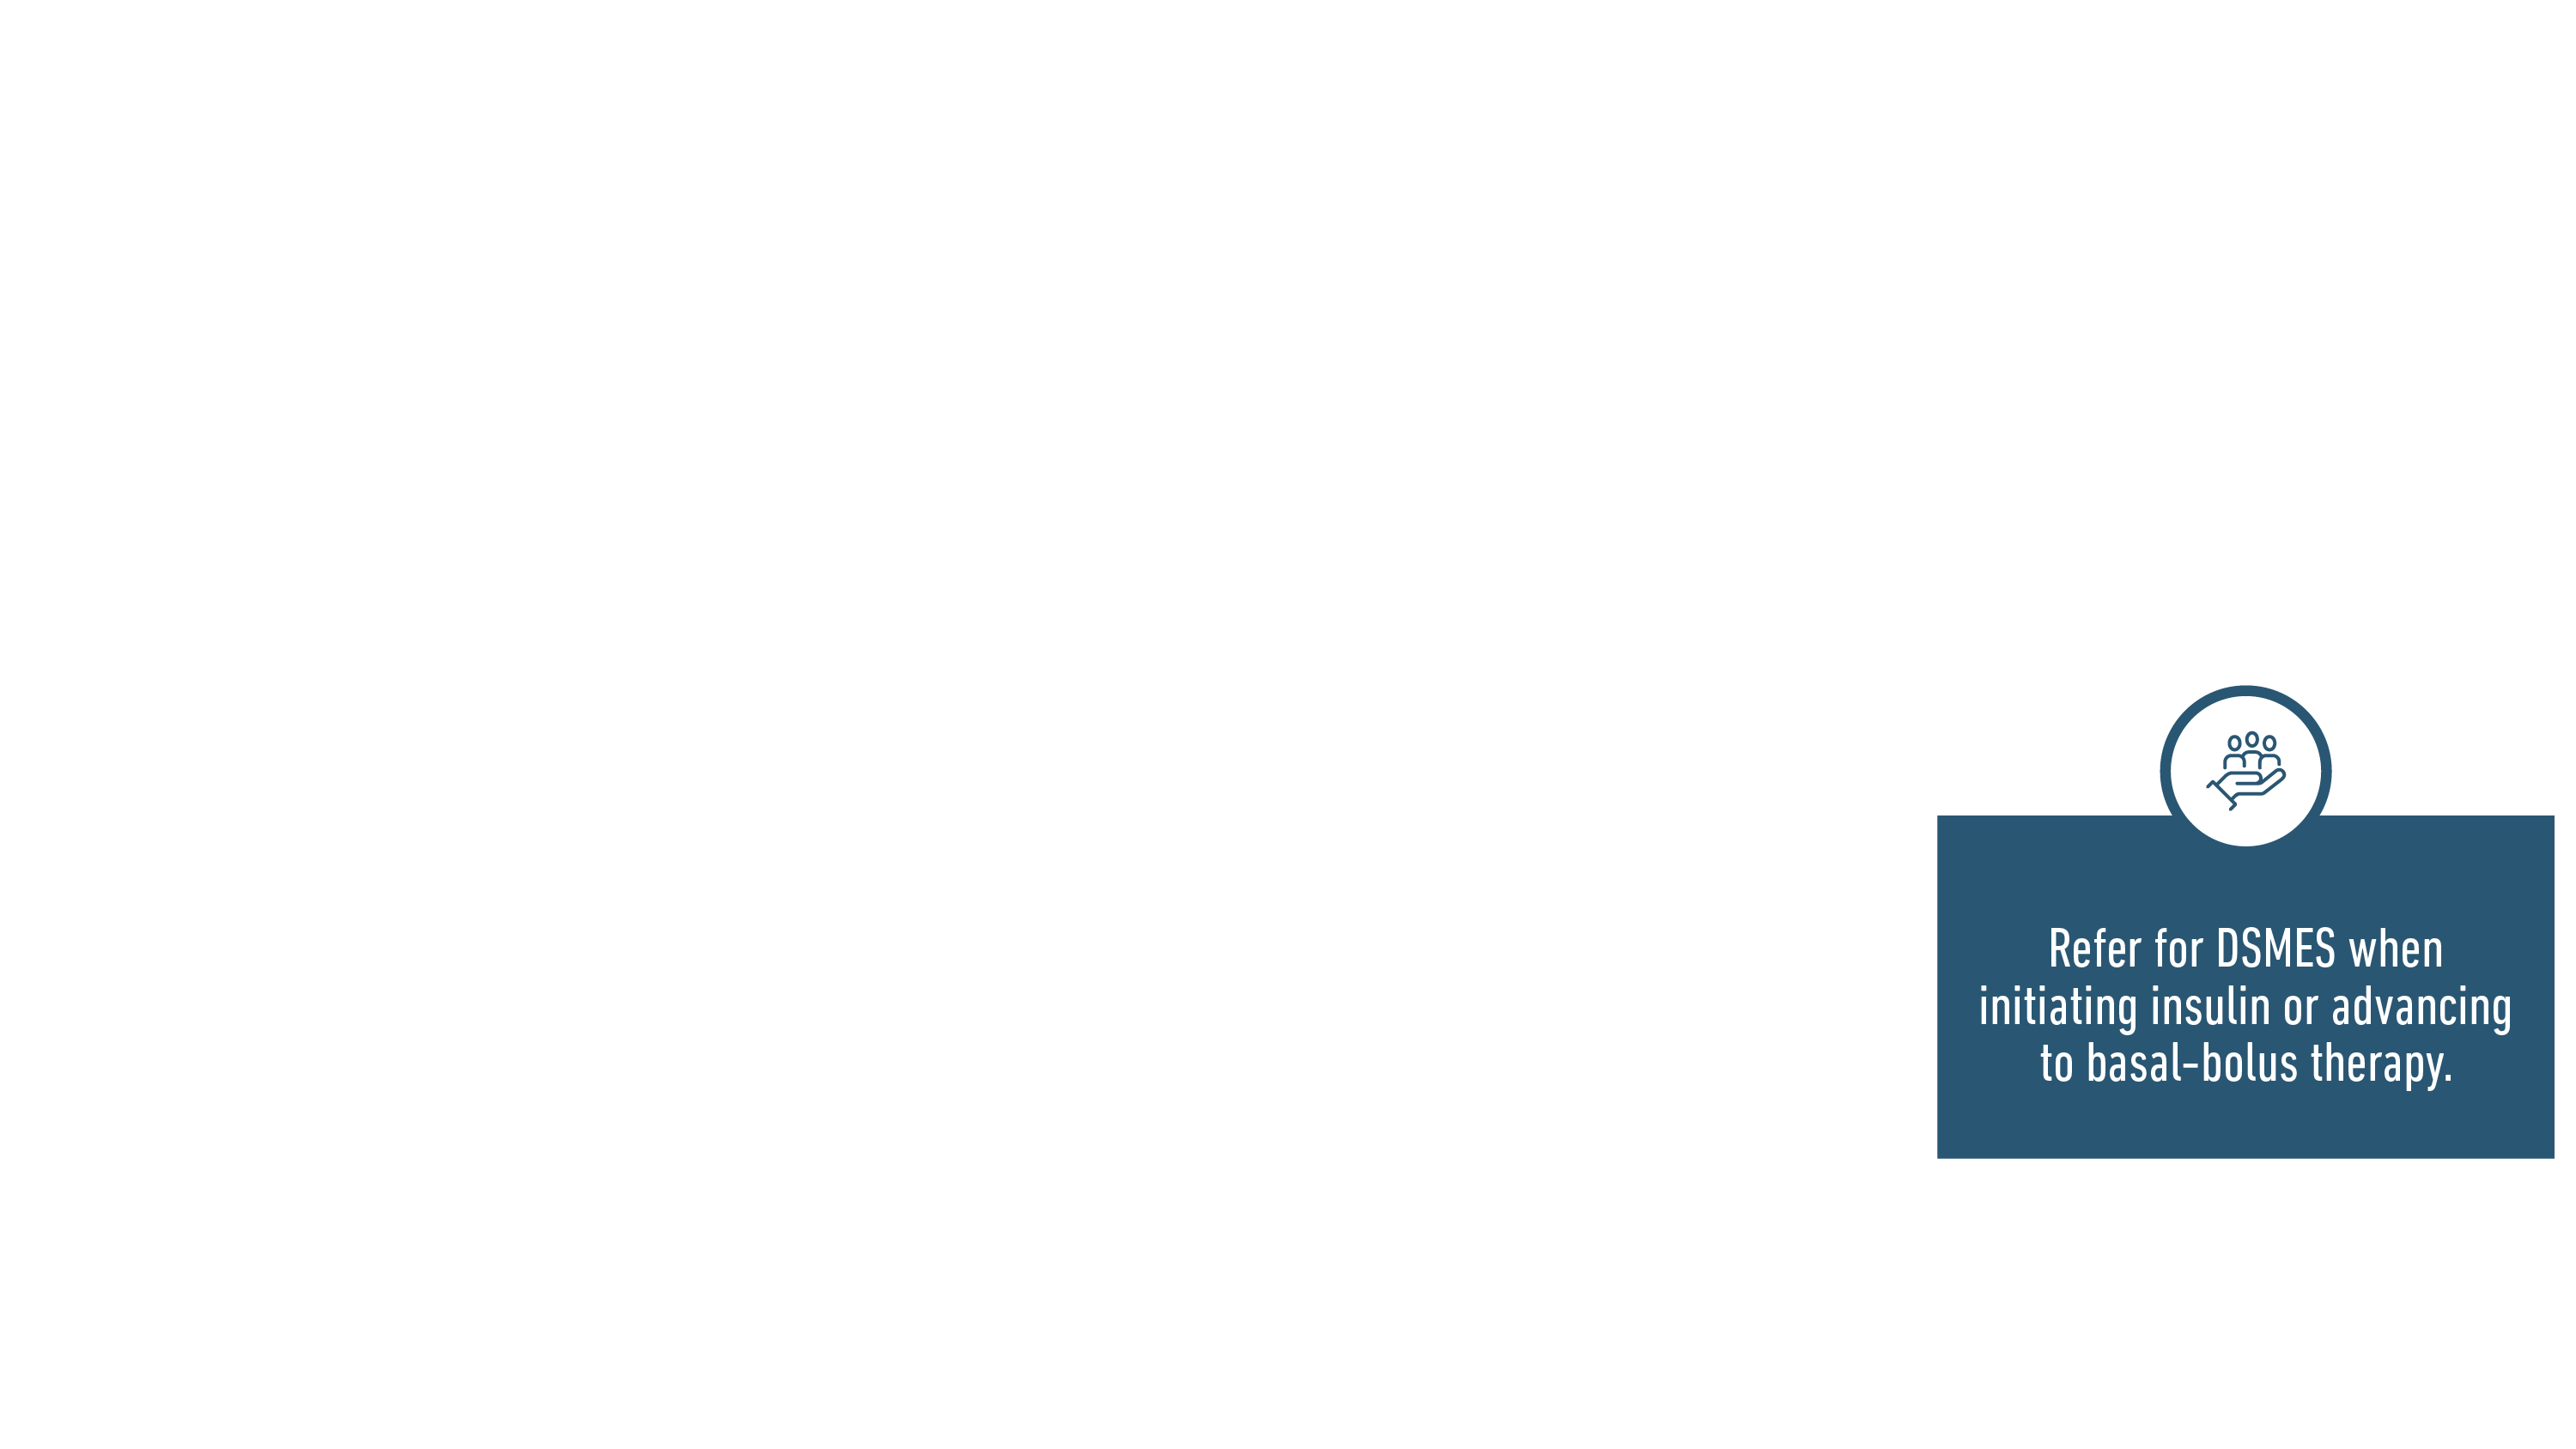 Refer for DSMES when
initiating insulin or advancing
to basal-bolus therapy.